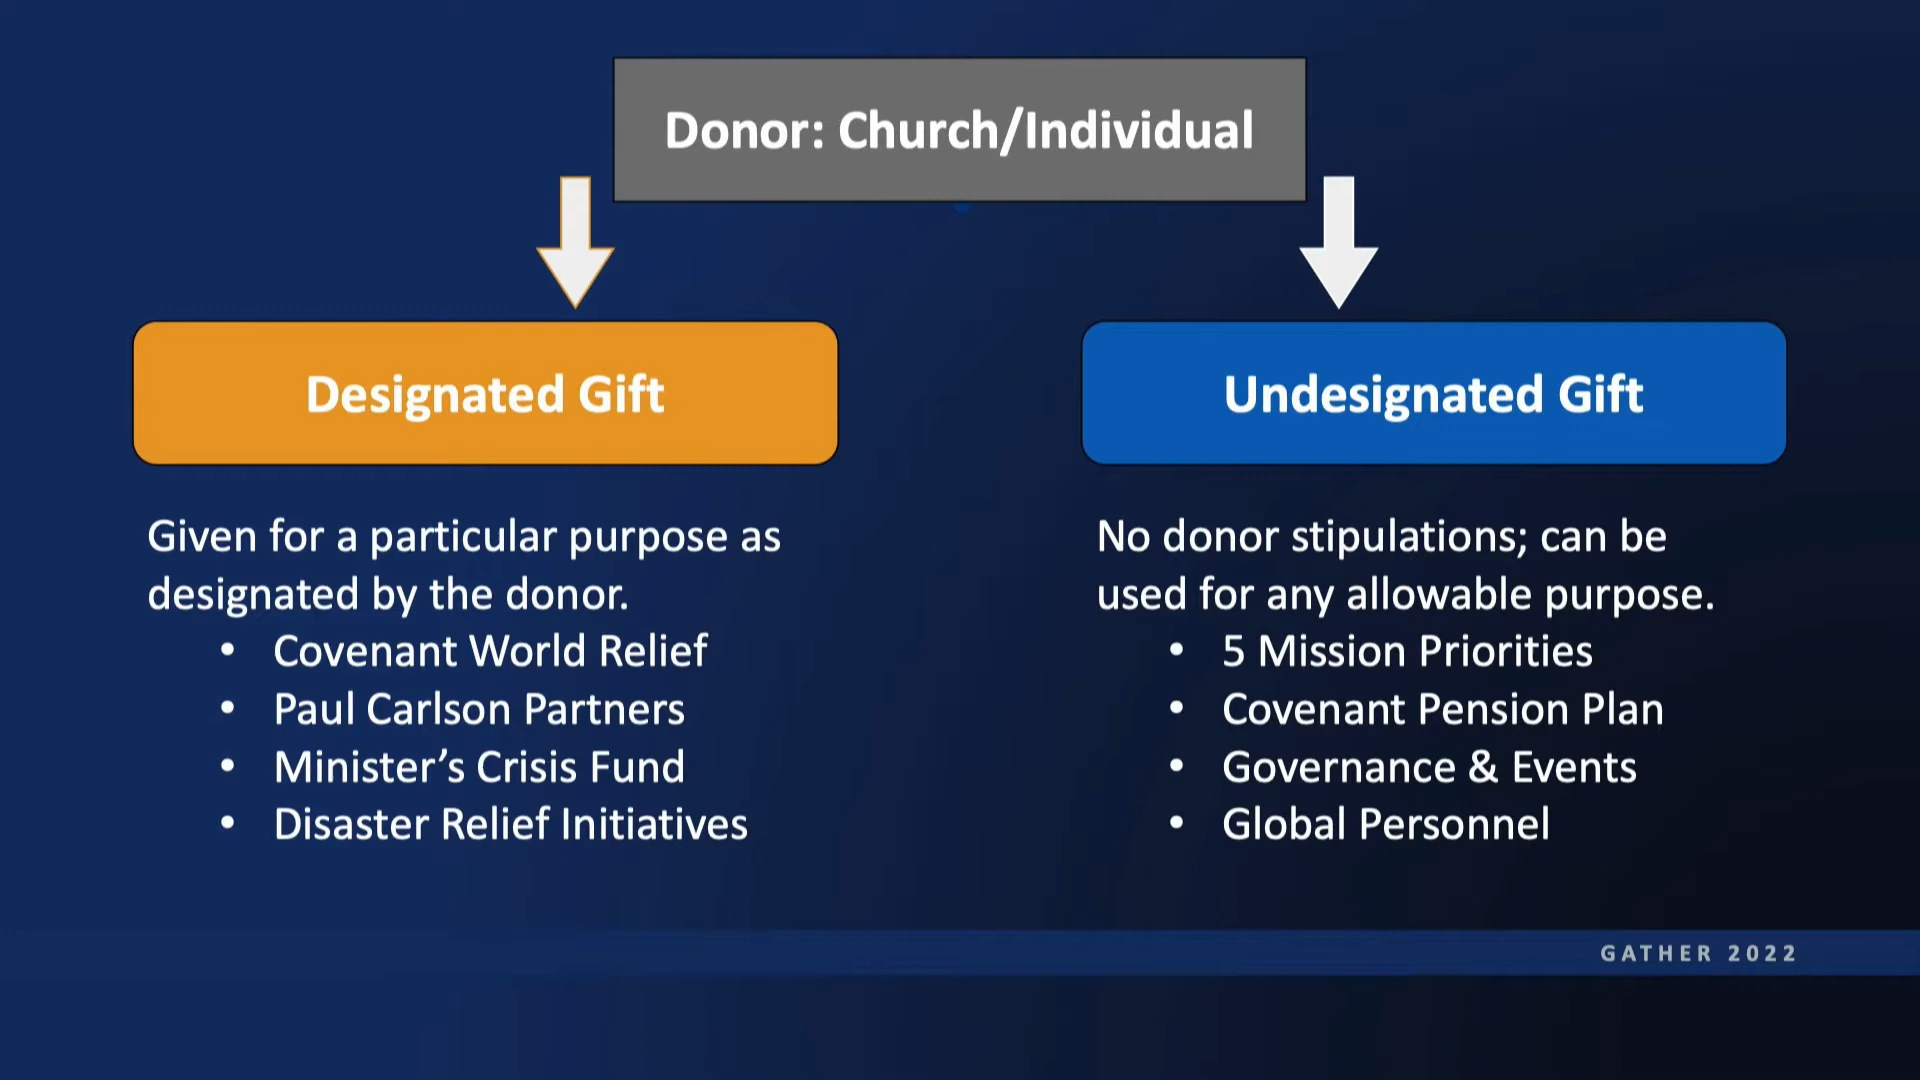 Donor: Church/Individual
Designated Gift
Given for a particular purpose as
designated by the donor.
• Covenant World Relief
• Paul Carlson Partners
• Minister’s Crisis Fund
• Disaster Relief Initiatives
Undesignated Gift
No donor stipulations; can be
used for any allowable purpose.
• 5 Mission Priorities
• Covenant Pension Plan
• Governance & Events
• Global Personnel
GATHER 2022